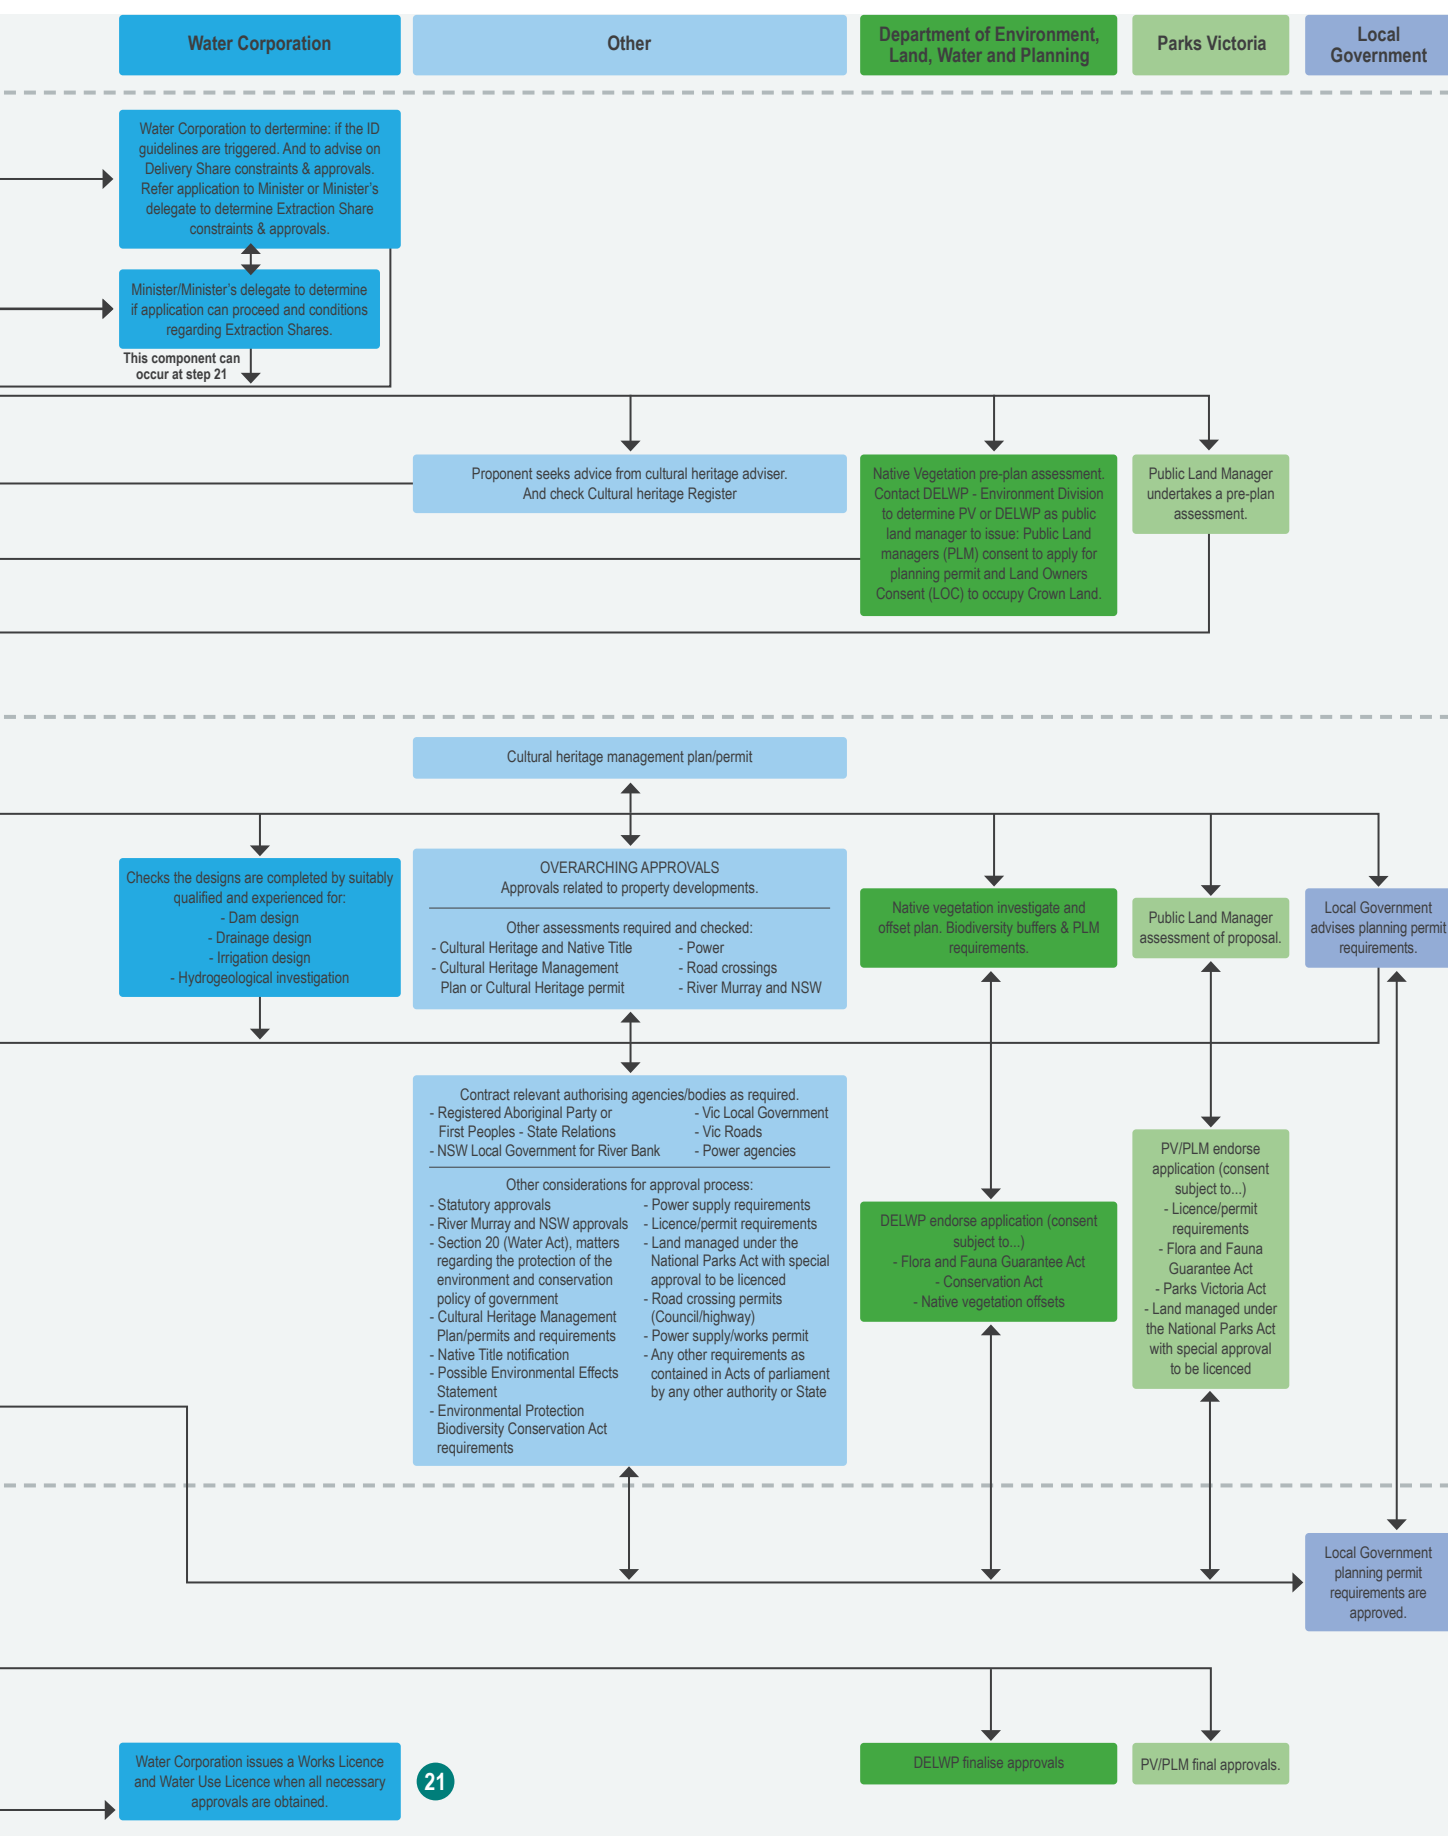 Water Corporation
Other
Department of Environment,
Land, Water and Planning
Parks Victoria
Local
Government
Water Corporation to dertermine: if the ID
guidelines are triggered. And to advise on
Delivery Share constraints & approvals.
Refer application to Minister or Minister's
delegate to determine Extraction Share
constraints & approvals.
Minister/Minister's delegate to determine
if application can proceed and conditions
regarding Extraction Shares.
This component can
occur at step 21
Proponent seeks advice from cultural heritage adviser.
And check Cultural heritage Register
Native Vegetation pre-plan assessment.
Contact DELWP - Environment Division
to determine PV or DELWP as public
land manager to issue: Public Land
managers (PLM) consent to apply for
planning permit and Land Owners
Consent (LOC) to occupy Crown Land.
Public Land Manager
undertakes a pre-plan
assessment.
Cultural heritage management plan/permit
Checks the designs are completed by suitably
qualified and experienced for:
- Dam design
- Drainage design
- Irrigation design
- Hydrogeological investigation
OVERARCHING APPROVALS
Approvals related to property developments.
Other assessments required and checked:
- Cultural Heritage and Native Title
- Cultural Heritage Management
Plan or Cultural Heritage permit
- Power
- Road crossings
- River Murray and NSW
Native vegetation investigate and
offset plan. Biodiversity buffers & PLM
requirements.
Public Land Manager
assessment of proposal.
Local Government
advises planning permit
requirements.
Contract relevant authorising agencies/bodies as required.
- Registered Aboriginal Party or
First Peoples - State Relations
- NSW Local Government for River Bank
- Vic Local Government
- Vic Roads
- Power agencies
Other considerations for approval process:
- Statutory approvals
- River Murray and NSW approvals
- Section 20 (Water Act), matters
regarding the protection of the
environment and conservation
policy of government
- Cultural Heritage Management
Plan/permits and requirements
- Native Title notification
- Possible Environmental Effects
Statement
- Environmental Protection
Biodiversity Conservation Act
requirements
- Power supply requirements
- Licence/permit requirements
- Land managed under the
National Parks Act with special
approval to be licenced
- Road crossing permits
(Council/highway)
- Power supply/works permit
- Any other requirements as
contained in Acts of parliament
by any other authority or State
DELWP endorse application (consent
subject to...)
- Flora and Fauna Guarantee Act
- Conservation Act
- Native vegetation offsets
PV/PLM endorse
application (consent
subject to...)
- Licence/permit
requirements
- Flora and Fauna
Guarantee Act
- Parks Victoria Act
- Land managed under
the National Parks Act
with special approval
to be licenced
Local Government
planning permit
requirements are
approved.
Water Corporation issues a Works Licence
and Water Use Licence when all necessary
approvals are obtained.
21
DELWP finalise approvals
PV/PLM final approvals.